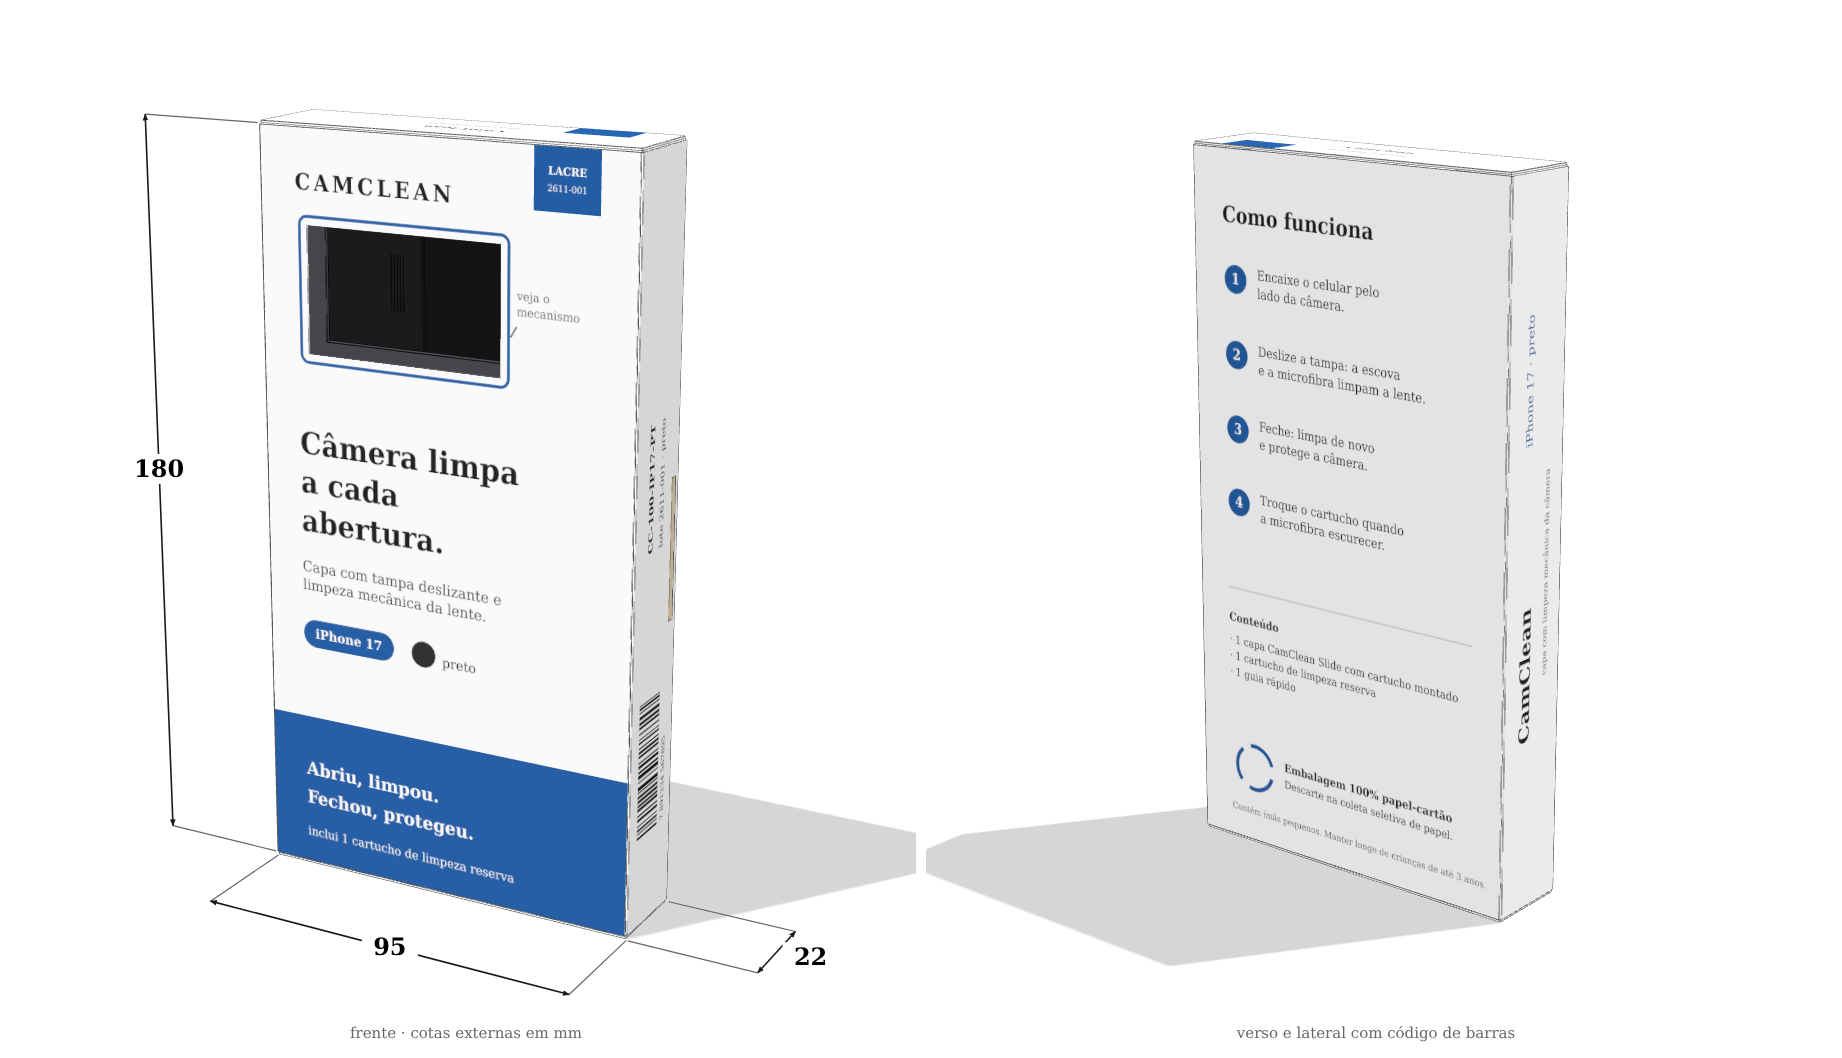 CAMCLEAN
LACRE
2611-001
veja o
mecanismo
Câmera limpa
a cada
abertura.
Capa com tampa deslizante e
limpeza mecânica da lente.
iPhone 17
preto
Abriu, limpou.
Fechou, protegeu.
inclui 1 cartucho de limpeza reserva
CC-100-IP17-PT
lote 2611-001 · preto
180
95
22
frente · cotas externas em mm
Como funciona
1
Encaixe o celular pelo
lado da câmera.
2
Deslize a tampa: a escova
e a microfibra limpam a lente.
3
Feche: limpa de novo
e protege a câmera.
4
Troque o cartucho quando
a microfibra escurecer.
Conteúdo
· 1 capa CamClean Slide com cartucho montado
· 1 cartucho de limpeza reserva
· 1 guia rápido
Embalagem 100% papel-cartão
Descarte na coleta seletiva de papel.
Contém ímãs pequenos. Manter longe de crianças de até 3 anos.
CamClean
capa com limpeza mecânica da câmera
iPhone 17 · preto
verso e lateral com código de barras